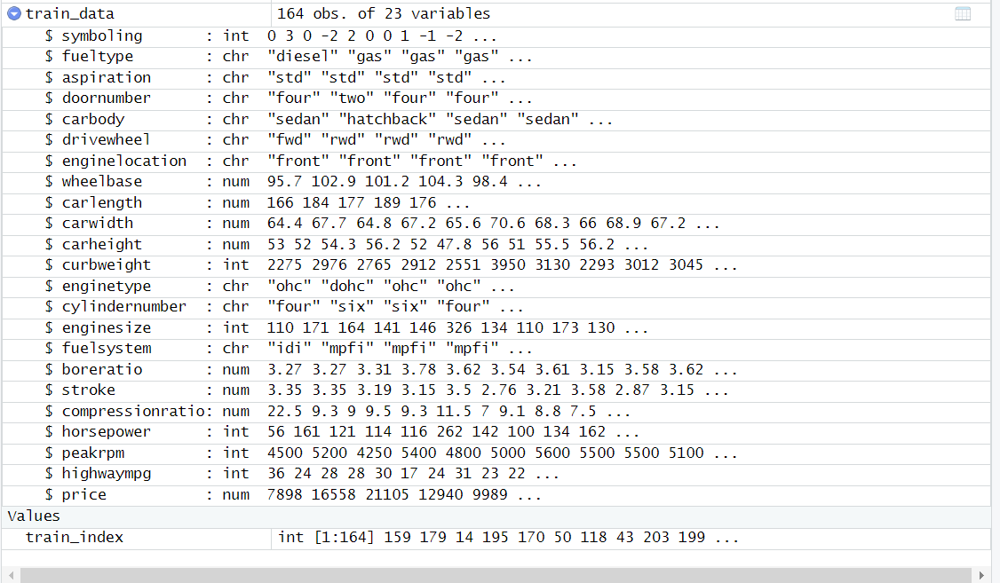 train_data 164 obs. of 23 variables
$ symboling : int 0 3 0 -2 2 0 0 1 -1 -2 ...
$ fueltype : chr "diesel" "gas" "gas" "gas" ...
$ aspiration : chr "std" "std" "std" "std" ...
$ doornumber : chr "four" "two" "four" "four" ...
$ carbody : chr "sedan" "hatchback" "sedan" "sedan" ...
$ drivewheel : chr "fwd" "rwd" "rwd" "rwd" ...
$ enginelocation : chr "front" "front" "front" "front" ...
$ wheelbase : num 95.7 102.9 101.2 104.3 98.4 ...
$ carlength : num 166 184 177 189 176 ...
$ carwidth : num 64.4 67.7 64.8 67.2 65.6 70.6 68.3 66 68.9 67.2 ...
$ carheight : num 53 52 54.3 56.2 52 47.8 56 51 55.5 56.2 ...
$ curbweight : int 2275 2976 2765 2912 2551 3950 3130 2293 3012 3045 ...
$ enginetype : chr "ohc" "dohc" "ohc" "ohc" ...
$ cylindernumber : chr "four" "six" "six" "four" ...
$ enginesize : int 110 171 164 141 146 326 134 110 173 130 ...
$ fuelsystem : chr "idi" "mpfi" "mpfi" "mpfi" ...
$ boreratio : num 3.27 3.27 3.31 3.78 3.62 3.54 3.61 3.15 3.58 3.62 ...
$ stroke : num 3.35 3.35 3.19 3.15 3.5 2.76 3.21 3.58 2.87 3.15 ...
$ compressionratio: num 22.5 9.3 9 9.5 9.3 11.5 7 9.1 8.8 7.5 ...
$ horsepower : int 56 161 121 114 116 262 142 100 134 162 ...
$ peakrpm : int 4500 5200 4250 5400 4800 5000 5600 5500 5500 5100 ...
$ highwaympg : int 36 24 28 28 30 17 24 31 23 22 ...
$ price : num 7898 16558 21105 12940 9989 ...
Values
train_index int [1:164] 159 179 14 195 170 50 118 43 203 199 ...